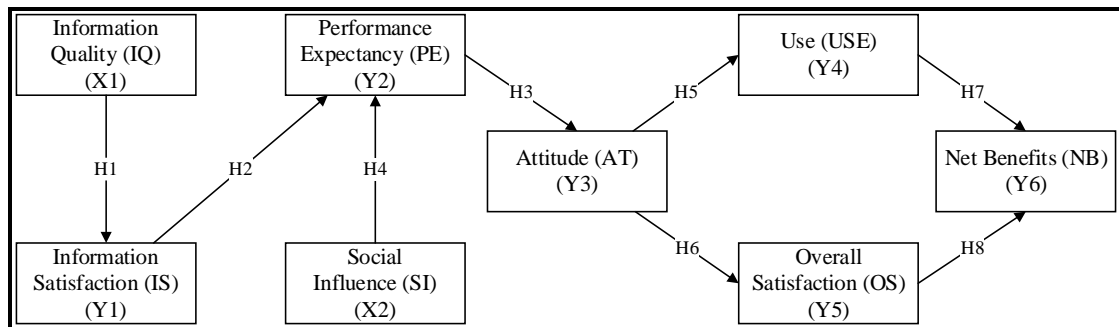 Information
Quality (IQ)
(X1)
Performance
Expectancy (PE)
(Y2)
Use (USE)
(Y4)
H3
H5
H7
Attitude (AT)
(Y3)
Net Benefits (NB)
(Y6)
H1
H2
H4
H6
H8
Information
Satisfaction (IS)
(Y1)
Social
Influence (SI)
(X2)
Overall
Satisfaction (OS)
(Y5)